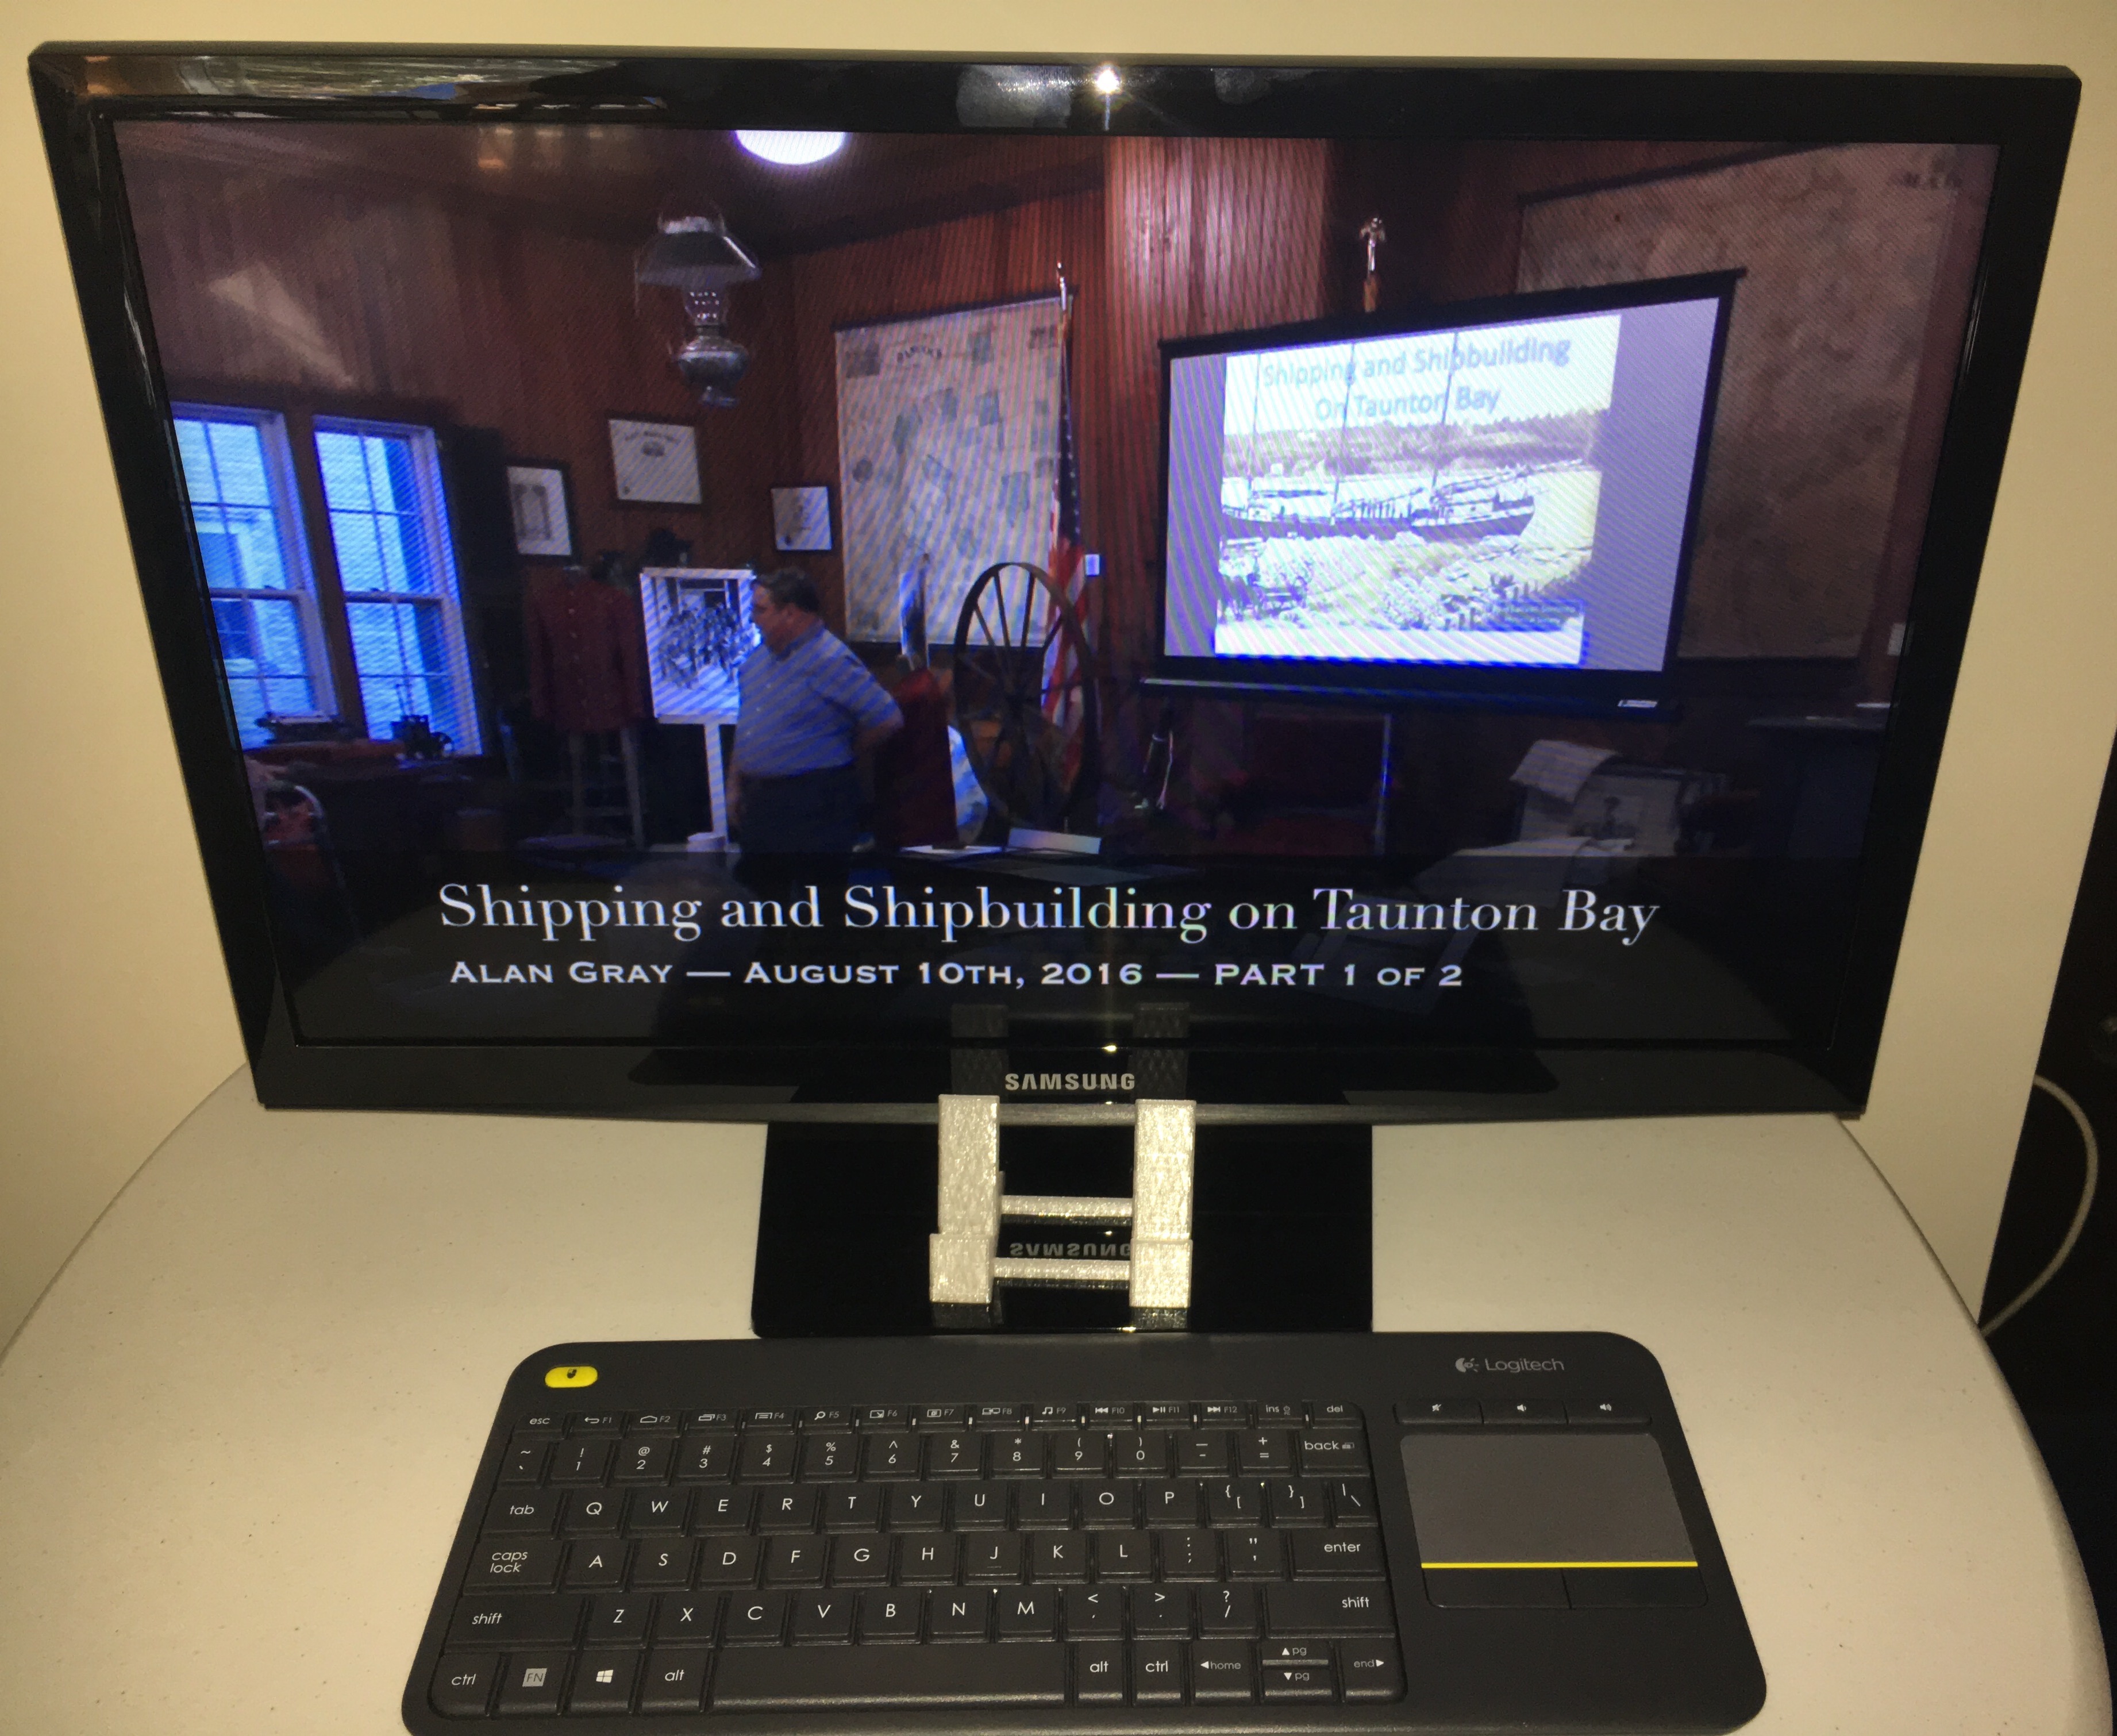 Shipping and Shipbuilding
On Taunton Bay
Shipping and Shipbuilding on Taunton Bay
ALAN GRAY — AUGUST 10TH, 2016 — PART 1 OF 2
SAMSUNG
SAMSUNG
Logitech
esc F1 F2 F3 F4 F5 F6 F7 F8 F9 F10 F11 F12 ins del
~ ! @ # $ % ^ & * ( ) — +
` 1 2 3 4 5 6 7 8 9 0 - = back
tab Q W E R T Y U I O P { [ } ] | \
caps lock A S D F G H J K L : ; " ' enter
shift Z X C V B N M < , > . ? / shift
ctrl FN alt alt ctrl home pg pg end